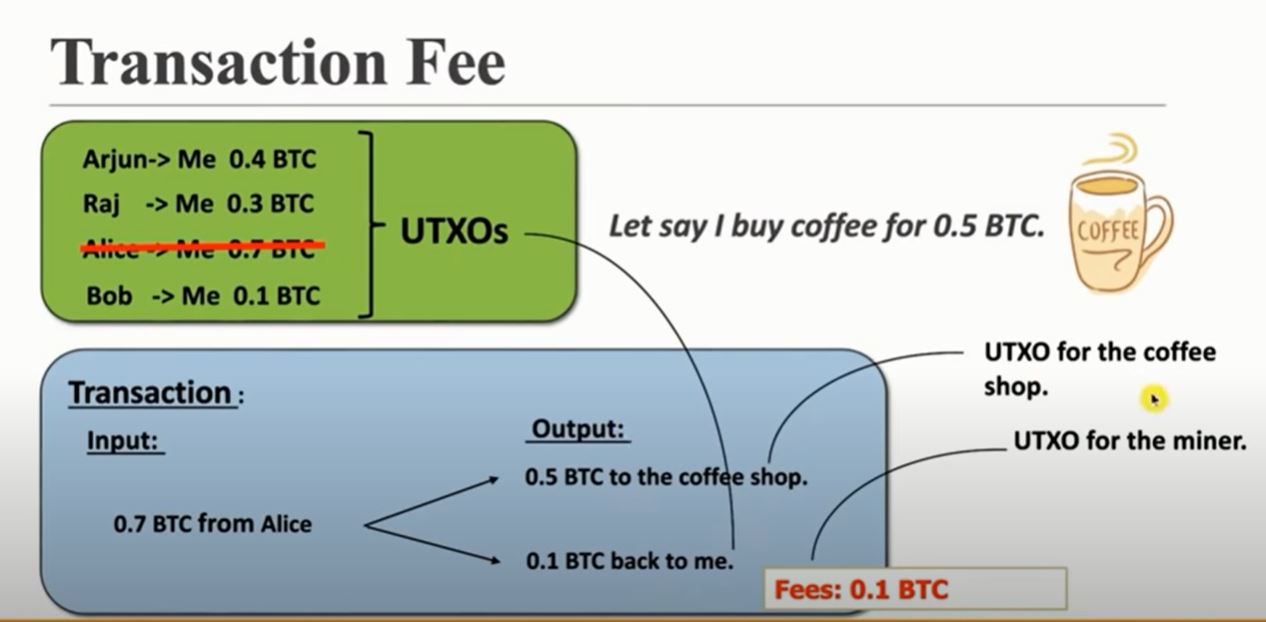 Transaction Fee
Arjun-> Me 0.4 BTC
Raj -> Me 0.3 BTC
Alice -> Me 0.7 BTC
Bob -> Me 0.1 BTC
UTXOs
Let say I buy coffee for 0.5 BTC.
COFFEE
Transaction :
Input:
0.7 BTC from Alice
Output:
0.5 BTC to the coffee shop.
0.1 BTC back to me.
UTXO for the coffee
shop.
UTXO for the miner.
Fees: 0.1 BTC